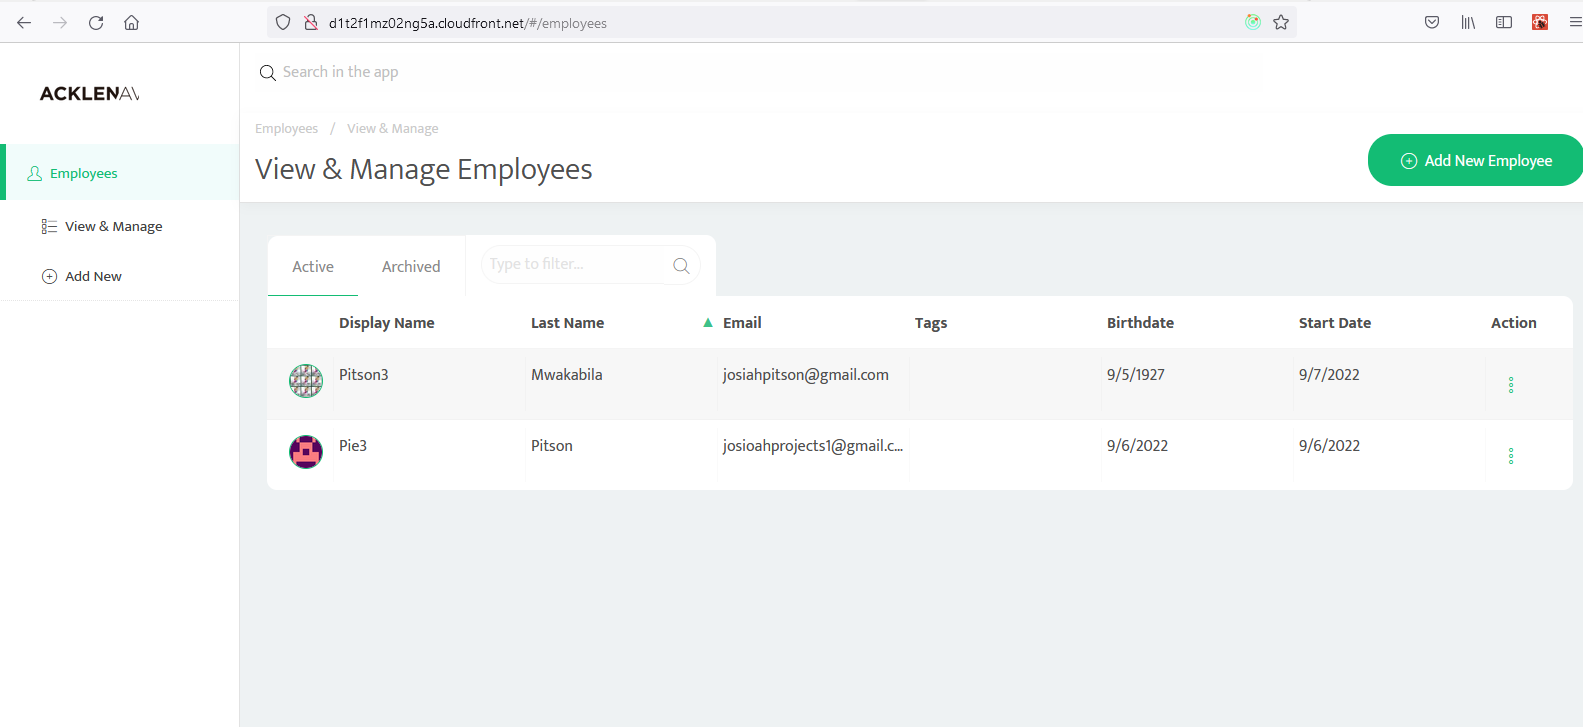 d1t2f1mz02ng5a.cloudfront.net/#/employees
Search in the app
ACKLENAV
Employees / View & Manage
View & Manage Employees
Add New Employee
Employees
View & Manage
Add New
Active Archived Type to filter...
Display Name Last Name Email Tags Birthdate Start Date Action
Pitson3 Mwakabila josiahpitson@gmail.com 9/5/1927 9/7/2022
Pie3 Pitson josioahprojects1@gmail.c... 9/6/2022 9/6/2022